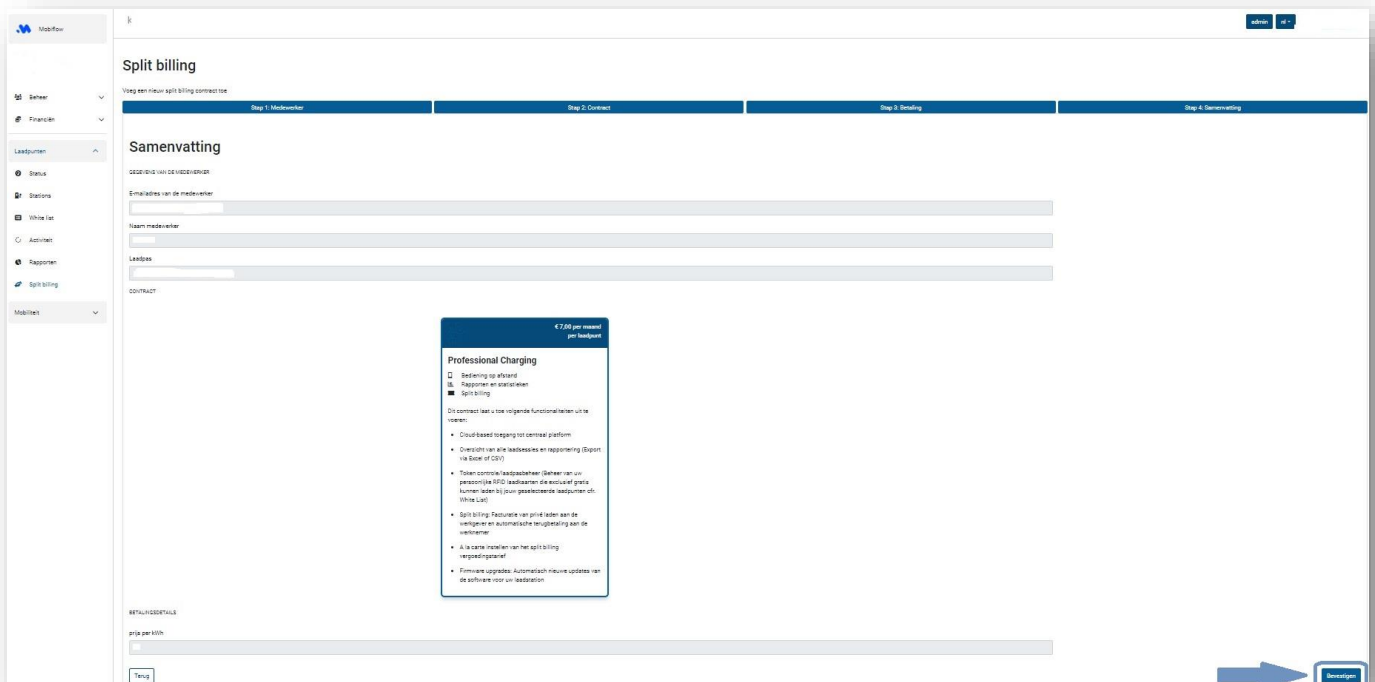 Mobiflow
admin nl
Split billing
Voeg een nieuw split billing contract toe
Stap 1: Medewerker Stap 2: Contract Stap 3: Betaling Stap 4: Samenvatting
Beheer
Financiën
Laadpunten
Status
Stations
White list
Activiteit
Rapporten
Split billing
Mobiliteit
Samenvatting
GEGEVENS VAN DE MEDEWERKER
E-mailadres van de medewerker
Naam medewerker
Laadpas
CONTRACT
€ 7,00 per maand
per laadpunt
Professional Charging
Bediening op afstand
Rapporten en statistieken
Split billing
Dit contract laat u toe volgende functionaliteiten uit te
voeren:
Cloud-based toegang tot centraal platform
Overzicht van alle laadsessies en rapportering (Export
via Excel of CSV)
Token controle/laadpasbeheer (Beheer van uw
persoonlijke RFID laadkaarten die exclusief gratis
kunnen laden bij jouw geselecteerde laadpunten cfr.
White List)
Split billing: Facturatie van privé laden aan de
werkgever en automatische terugbetaling aan de
werknemer
A la carte instellen van het split billing
vergoedingstarief
Firmware upgrades: Automatisch nieuwe updates van
de software voor uw laadstation
BETALINGSDETAILS
prijs per kWh
Terug
Bevestigen